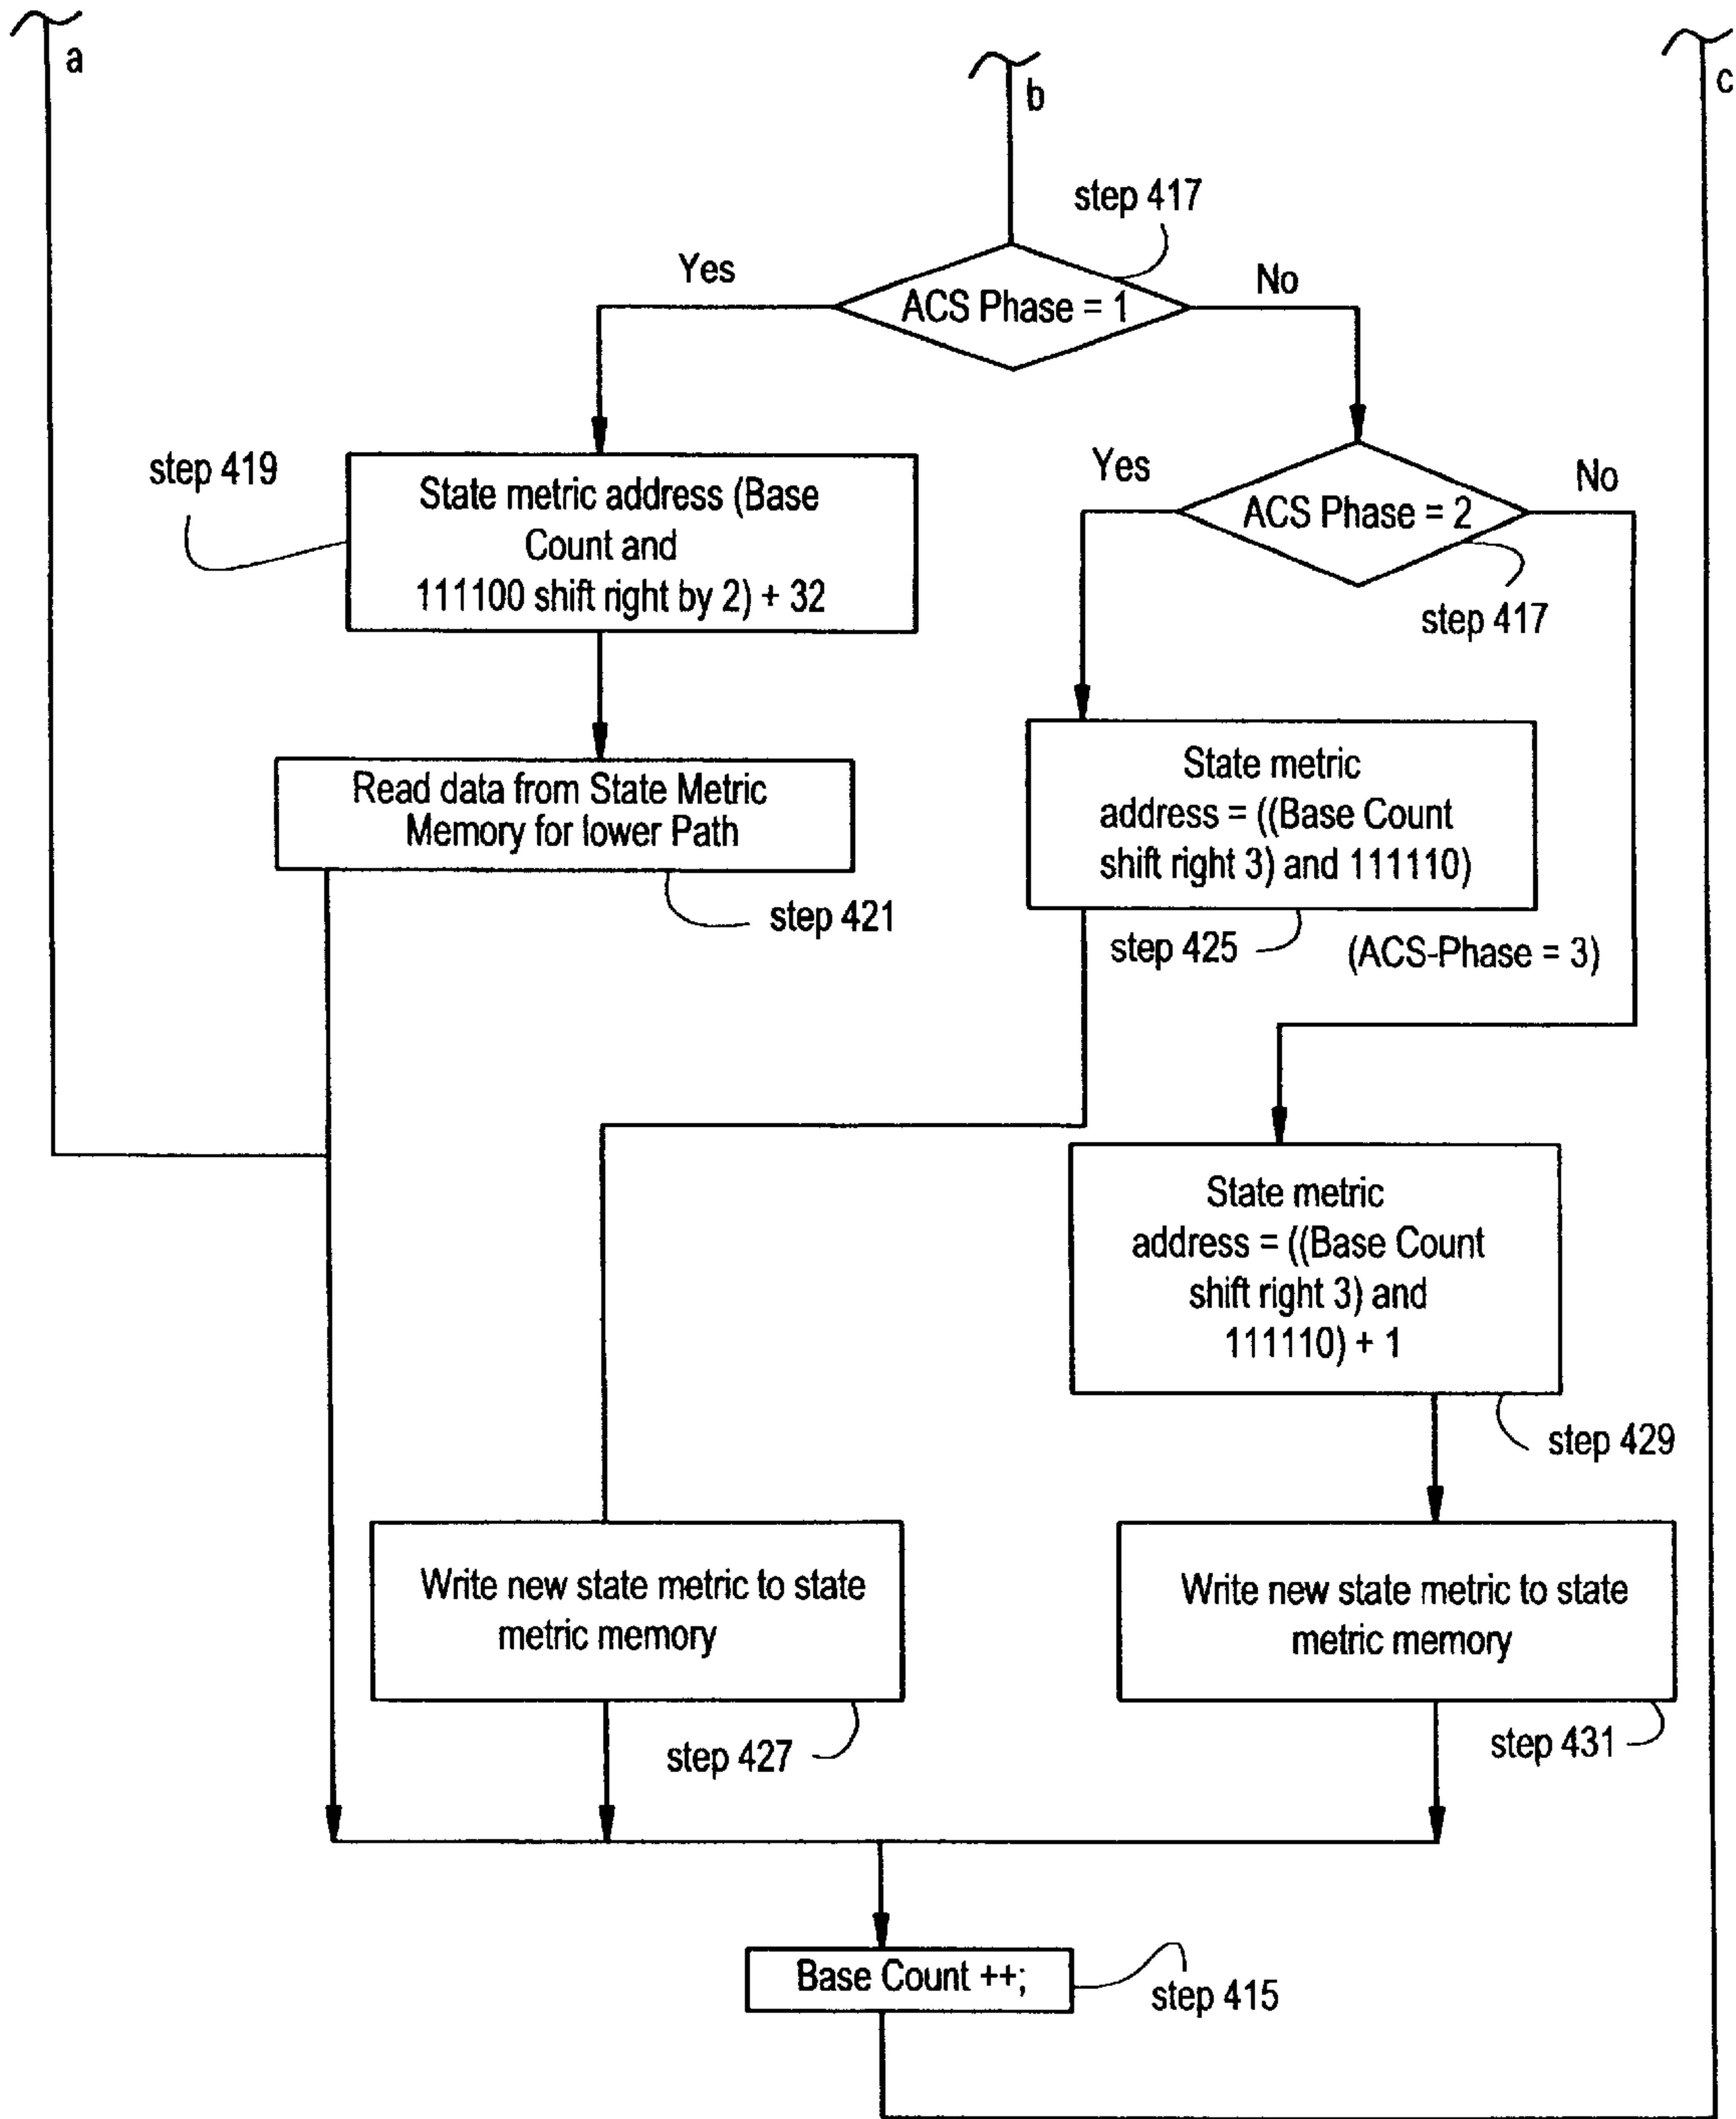 a
b
c
step 417
Yes
No
ACS Phase = 1
step 419
State metric address (Base
Count and
111100 shift right by 2) + 32
Yes
No
ACS Phase = 2
step 417
Read data from State Metric
Memory for lower Path
step 421
State metric
address = ((Base Count
shift right 3) and 111110)
step 425
(ACS-Phase = 3)
State metric
address = ((Base Count
shift right 3) and
111110) + 1
step 429
Write new state metric to state
metric memory
step 427
Write new state metric to state
metric memory
step 431
Base Count ++;
step 415